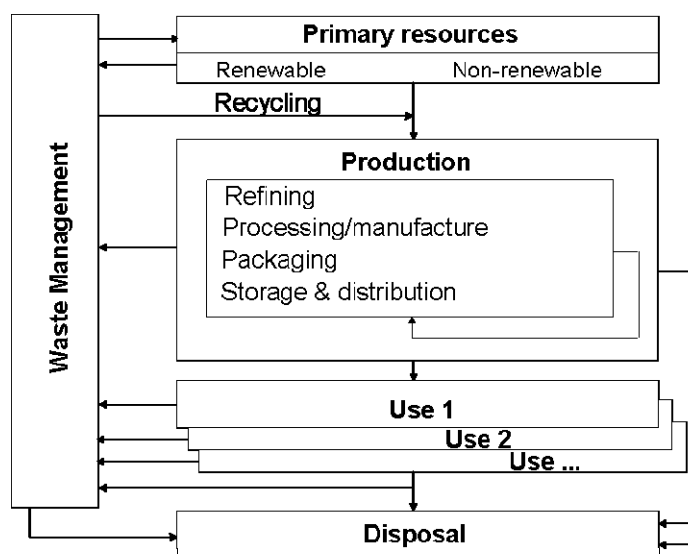 Primary resources
Renewable Non-renewable
Recycling
Waste Management
Production
Refining
Processing/manufacture
Packaging
Storage & distribution
Use 1
Use 2
Use ...
Disposal